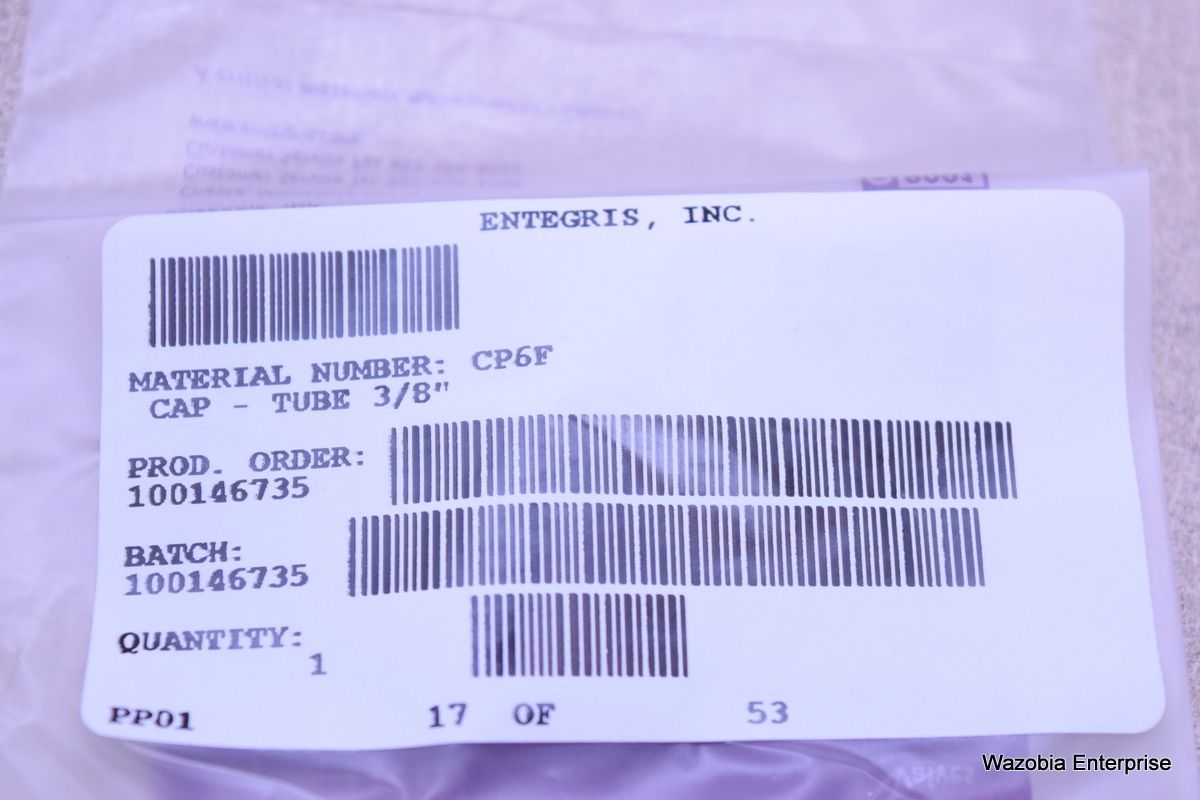 ENTEGRIS, INC.
MATERIAL NUMBER: CP6F
CAP - TUBE 3/8"
PROD. ORDER:
100146735
BATCH:
100146735
QUANTITY:
1
PP01 17 OF 53
Wazobia Enterprise